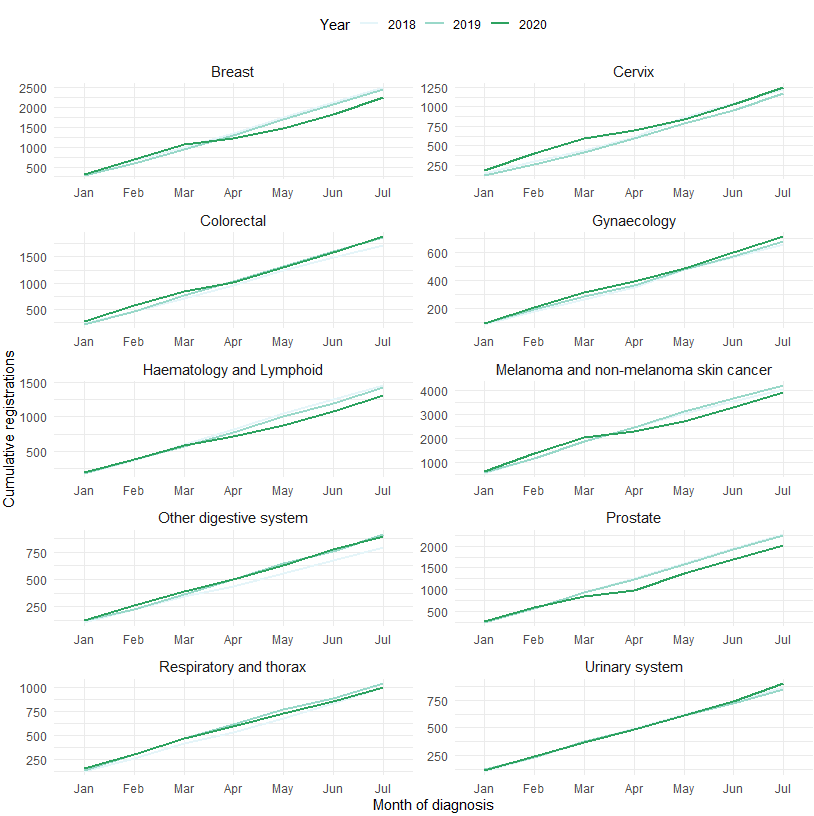 Year 2018 2019 2020
Breast
2500
2000
1500
1000
500
Jan Feb Mar Apr May Jun Jul
Cervix
1250
1000
750
500
250
Jan Feb Mar Apr May Jun Jul
Colorectal
1500
1000
500
Jan Feb Mar Apr May Jun Jul
Gynaecology
600
400
200
Jan Feb Mar Apr May Jun Jul
Cumulative registrations
Haematology and Lymphoid
1500
1000
500
Jan Feb Mar Apr May Jun Jul
Melanoma and non-melanoma skin cancer
4000
3000
2000
1000
Jan Feb Mar Apr May Jun Jul
Other digestive system
750
500
250
Jan Feb Mar Apr May Jun Jul
Prostate
2000
1500
1000
500
Jan Feb Mar Apr May Jun Jul
Respiratory and thorax
1000
750
500
250
Jan Feb Mar Apr May Jun Jul
Urinary system
750
500
250
Jan Feb Mar Apr May Jun Jul
Month of diagnosis